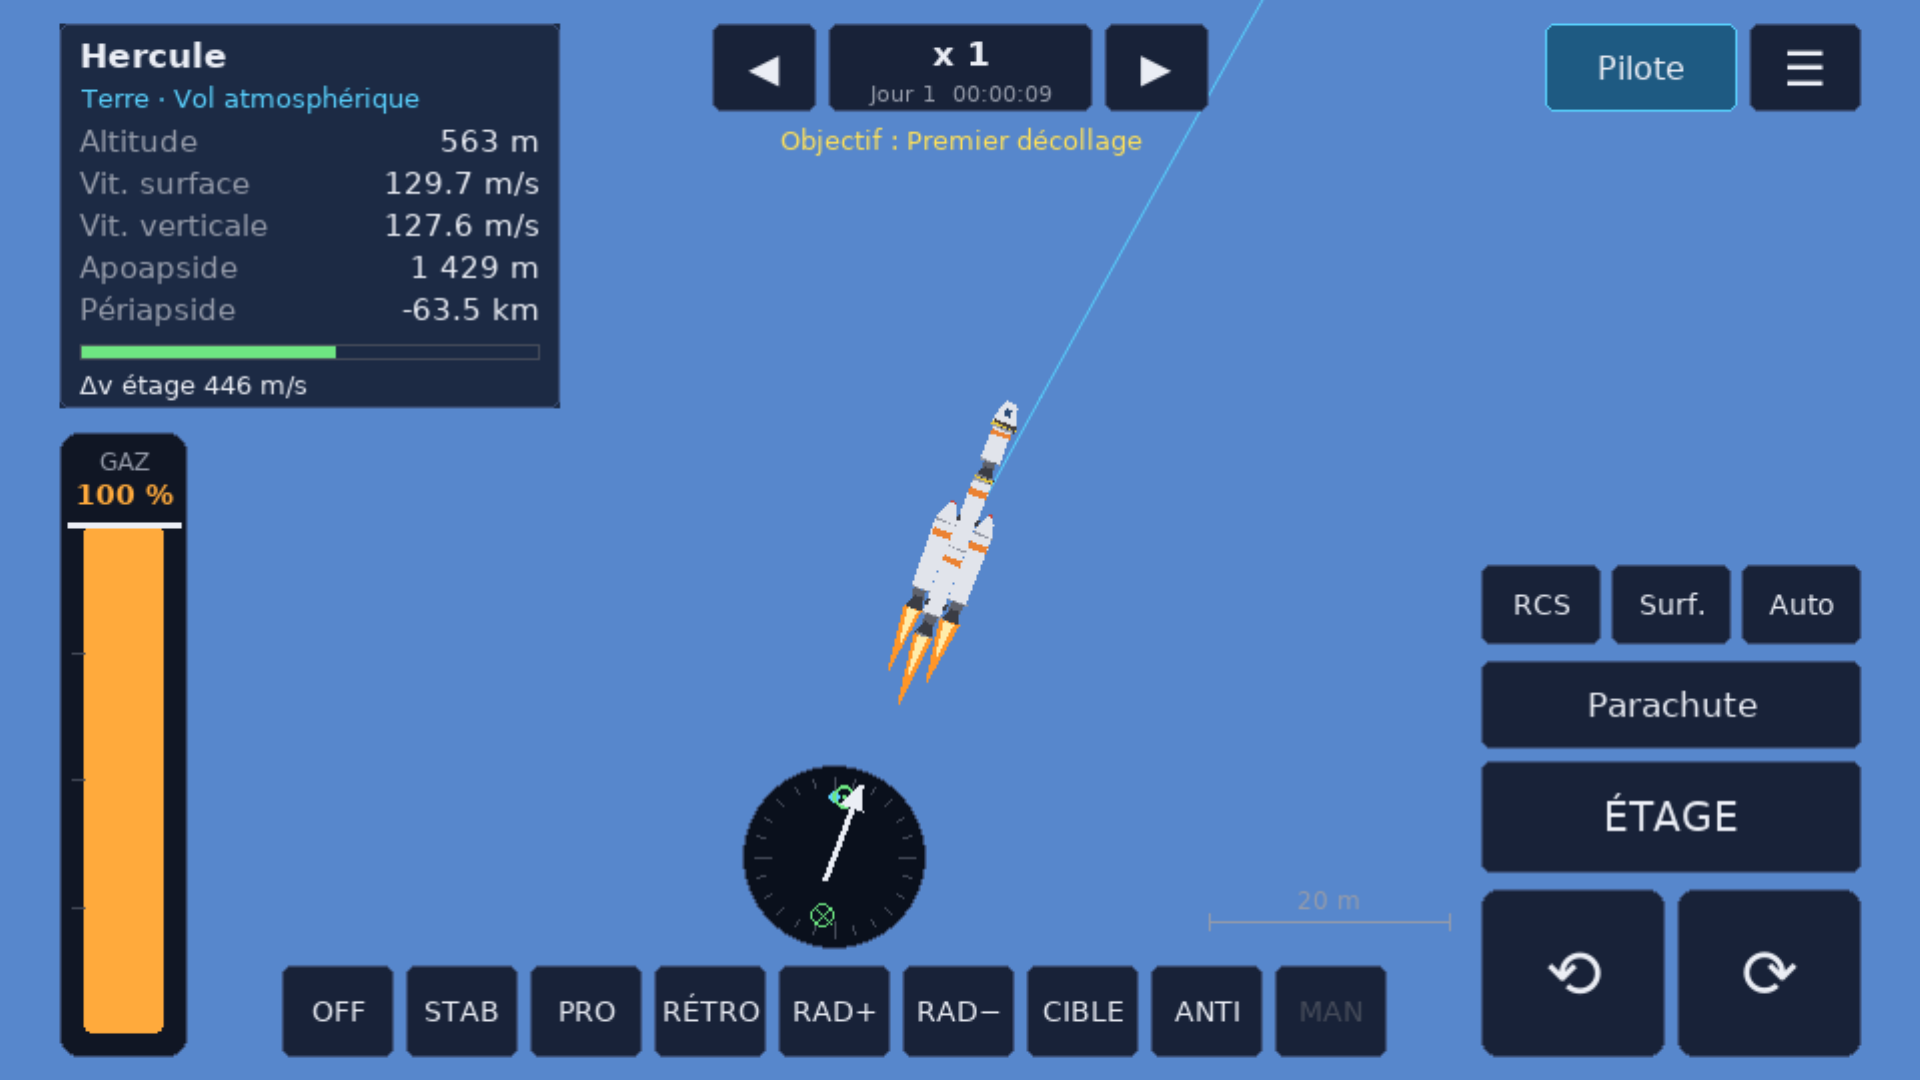 Hercule
Terre · Vol atmosphérique
Altitude 563 m
Vit. surface 129.7 m/s
Vit. verticale 127.6 m/s
Apoapside 1 429 m
Périapside -63.5 km
Δv étage 446 m/s
◀ x 1 ▶
Jour 1 00:00:09
Objectif : Premier décollage
Pilote ☰
GAZ
100 %
RCS Surf. Auto
Parachute
ÉTAGE
20 m
⟲ ⟳
OFF STAB PRO RÉTRO RAD+ RAD− CIBLE ANTI MAN